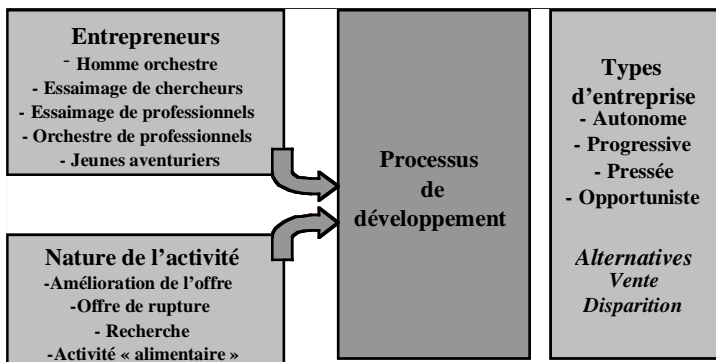 Entrepreneurs
- Homme orchestre
- Essaimage de chercheurs
- Essaimage de professionnels
- Orchestre de professionnels
- Jeunes aventuriers
Nature de l’activité
-Amélioration de l’offre
-Offre de rupture
- Recherche
-Activité « alimentaire »
Processus
de
développement
Types
d’entreprise
- Autonome
- Progressive
- Pressée
- Opportuniste
Alternatives
Vente
Disparition